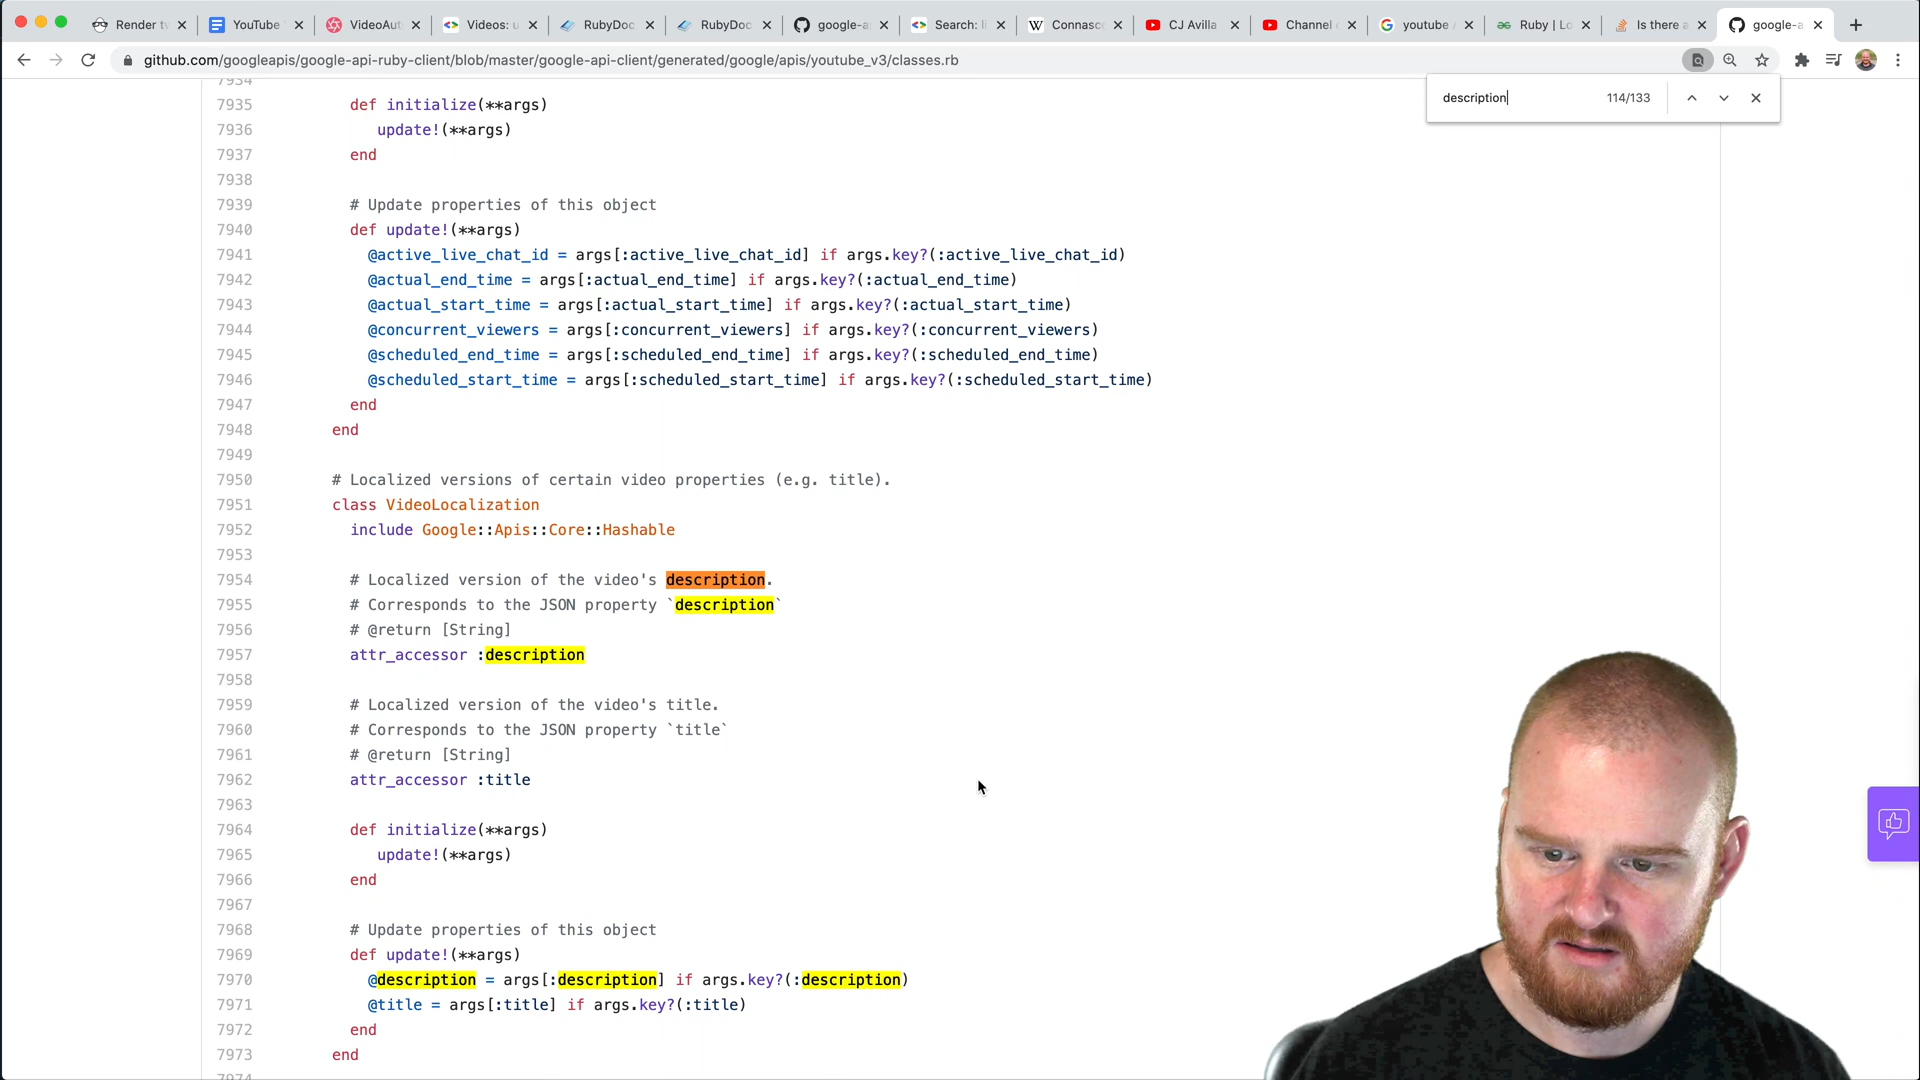 Render tv
YouTube
VideoAut
Videos: u
RubyDoc
RubyDoc
google-a
Search: li
Connasc
CJ Avilla
Channel
youtube
Ruby | Lo
Is there a
google-a
github.com/googleapis/google-api-ruby-client/blob/master/google-api-client/generated/google/apis/youtube_v3/classes.rb
description 114/133
7934
7935 def initialize(**args)
7936 update!(**args)
7937 end
7938
7939 # Update properties of this object
7940 def update!(**args)
7941 @active_live_chat_id = args[:active_live_chat_id] if args.key?(:active_live_chat_id)
7942 @actual_end_time = args[:actual_end_time] if args.key?(:actual_end_time)
7943 @actual_start_time = args[:actual_start_time] if args.key?(:actual_start_time)
7944 @concurrent_viewers = args[:concurrent_viewers] if args.key?(:concurrent_viewers)
7945 @scheduled_end_time = args[:scheduled_end_time] if args.key?(:scheduled_end_time)
7946 @scheduled_start_time = args[:scheduled_start_time] if args.key?(:scheduled_start_time)
7947 end
7948 end
7949
7950 # Localized versions of certain video properties (e.g. title).
7951 class VideoLocalization
7952 include Google::Apis::Core::Hashable
7953
7954 # Localized version of the video's description.
7955 # Corresponds to the JSON property `description`
7956 # @return [String]
7957 attr_accessor :description
7958
7959 # Localized version of the video's title.
7960 # Corresponds to the JSON property `title`
7961 # @return [String]
7962 attr_accessor :title
7963
7964 def initialize(**args)
7965 update!(**args)
7966 end
7967
7968 # Update properties of this object
7969 def update!(**args)
7970 @description = args[:description] if args.key?(:description)
7971 @title = args[:title] if args.key?(:title)
7972 end
7973 end
7974